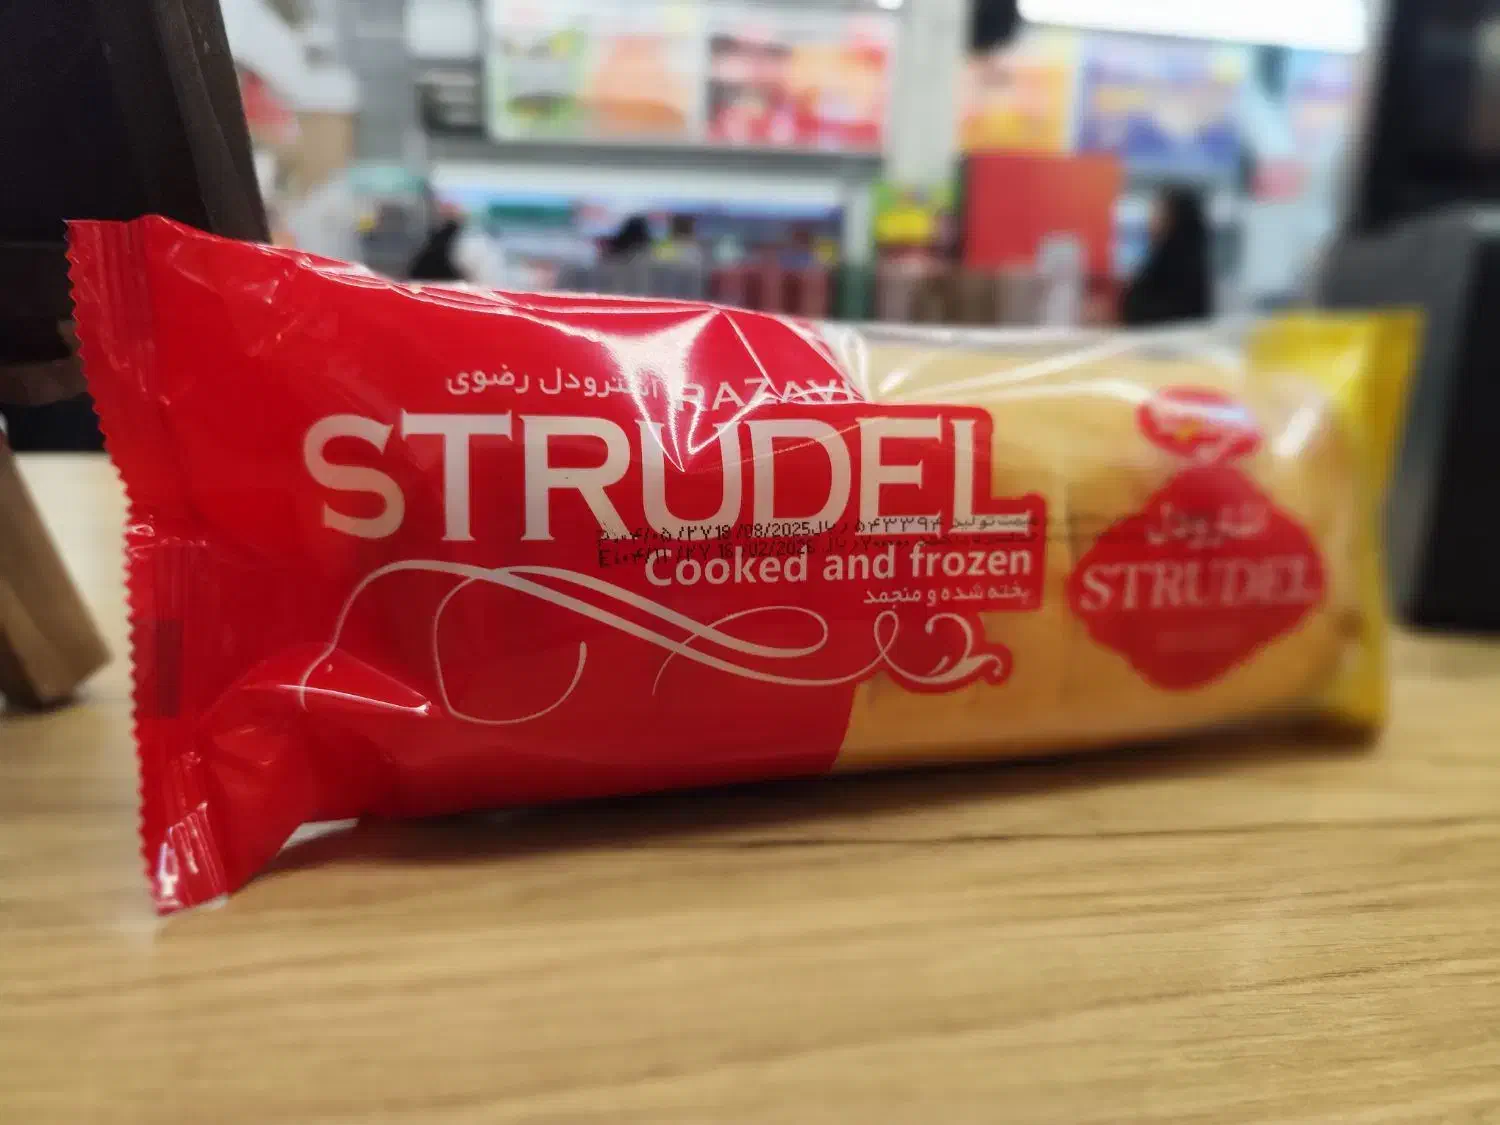 استرودل رضوی RAZAVI
STRUDEL
Cooked and frozen
پخته شده و منجمد
استرودل
STRUDEL